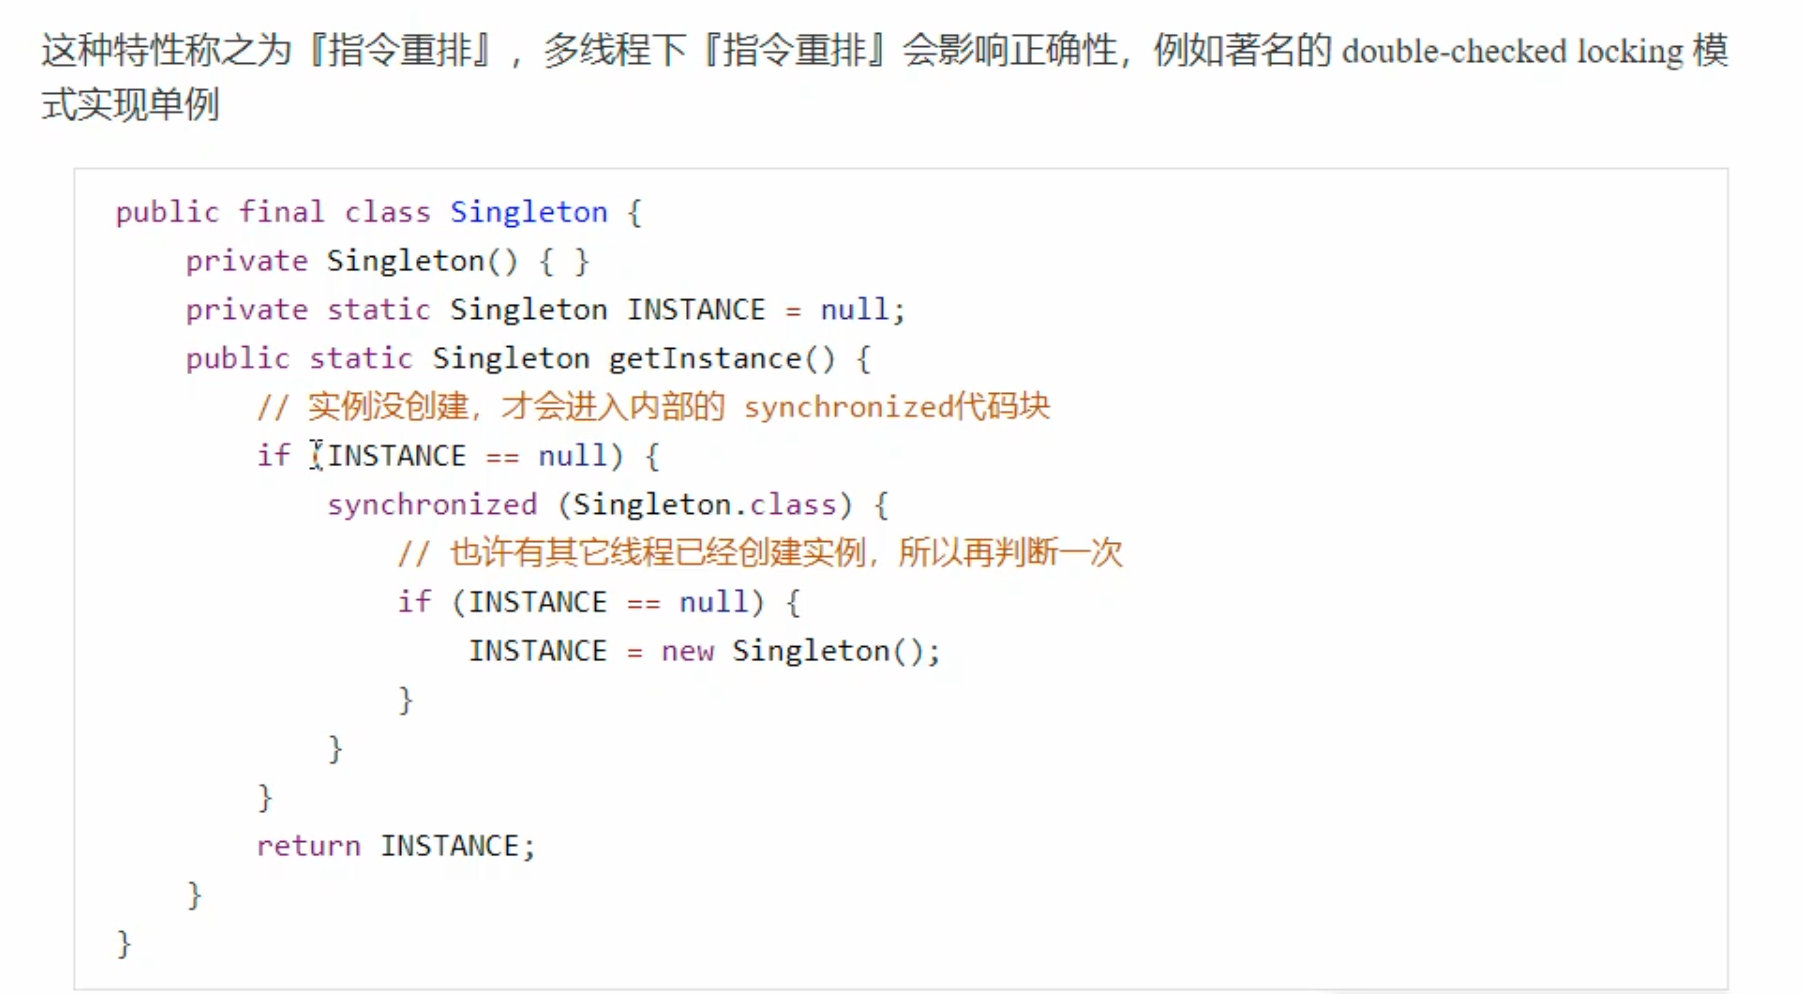 这种特性称之为『指令重排』，多线程下『指令重排』会影响正确性，例如著名的 double-checked locking 模
式实现单例
public final class Singleton {
    private Singleton() { }
    private static Singleton INSTANCE = null;
    public static Singleton getInstance() {
        // 实例没创建，才会进入内部的 synchronized代码块
        if (INSTANCE == null) {
            synchronized (Singleton.class) {
                // 也许有其它线程已经创建实例，所以再判断一次
                if (INSTANCE == null) {
                    INSTANCE = new Singleton();
                }
            }
        }
        return INSTANCE;
    }
}